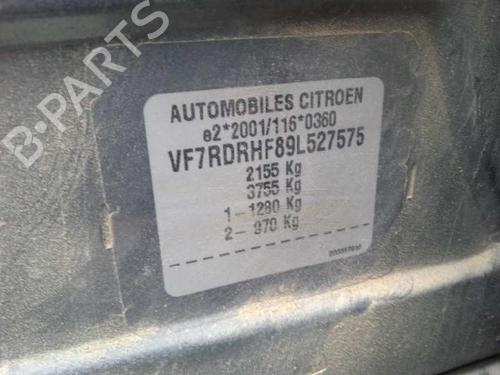 B-PARTS
AUTOMOBILES CITROEN
e2*2001/116*0360
VF7RDRHF89L527575
2155 Kg
3755 Kg
1 - 1280 Kg
2 - 970 Kg